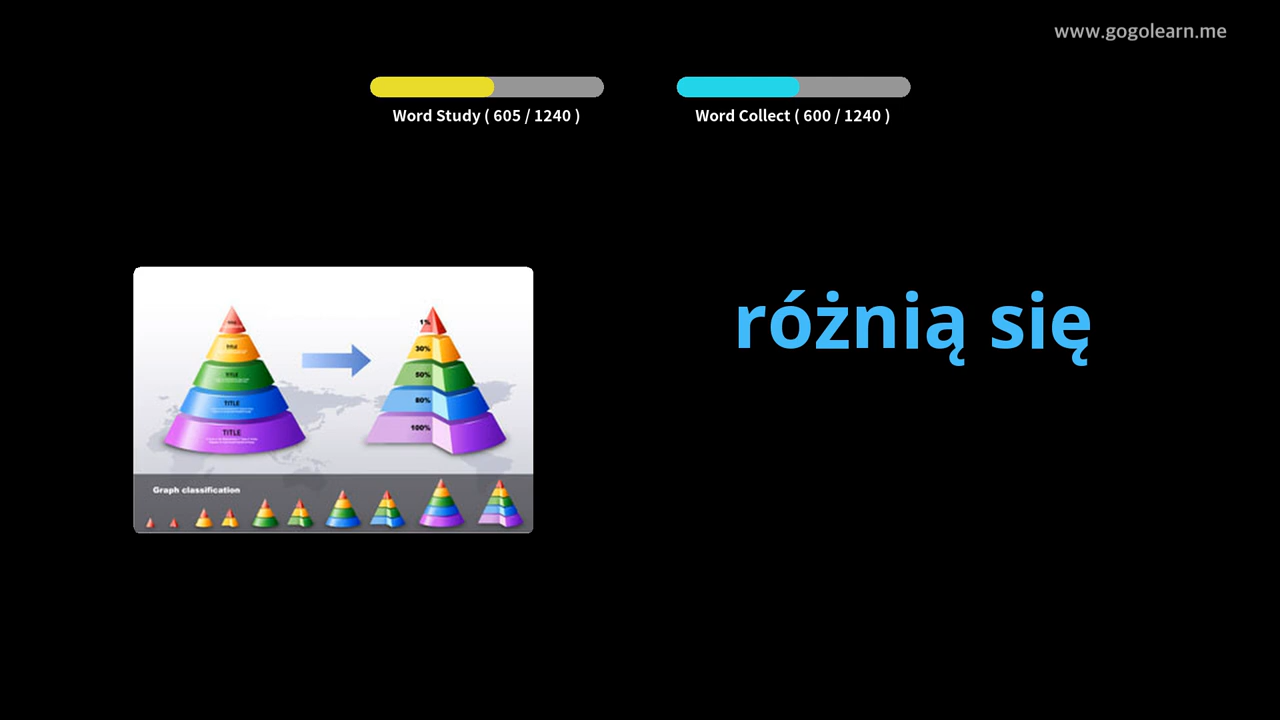 www.gogolearn.me
Word Study ( 605 / 1240 )
Word Collect ( 600 / 1240 )
różnią się
TITLE
TITLE
TITLE
TITLE
1%
30%
50%
80%
100%
Graph classification